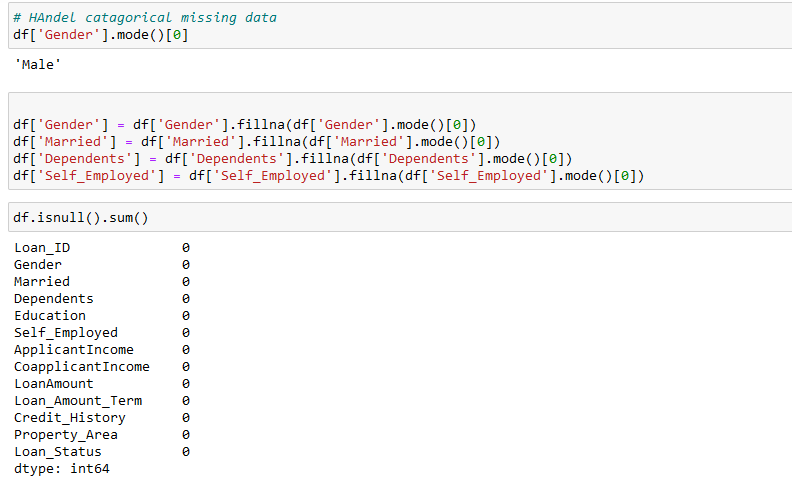 # HAndel catagorical missing data
df['Gender'].mode()[0]
'Male'
df['Gender'] = df['Gender'].fillna(df['Gender'].mode()[0])
df['Married'] = df['Married'].fillna(df['Married'].mode()[0])
df['Dependents'] = df['Dependents'].fillna(df['Dependents'].mode()[0])
df['Self_Employed'] = df['Self_Employed'].fillna(df['Self_Employed'].mode()[0])
df.isnull().sum()
Loan_ID 0
Gender 0
Married 0
Dependents 0
Education 0
Self_Employed 0
ApplicantIncome 0
CoapplicantIncome 0
LoanAmount 0
Loan_Amount_Term 0
Credit_History 0
Property_Area 0
Loan_Status 0
dtype: int64